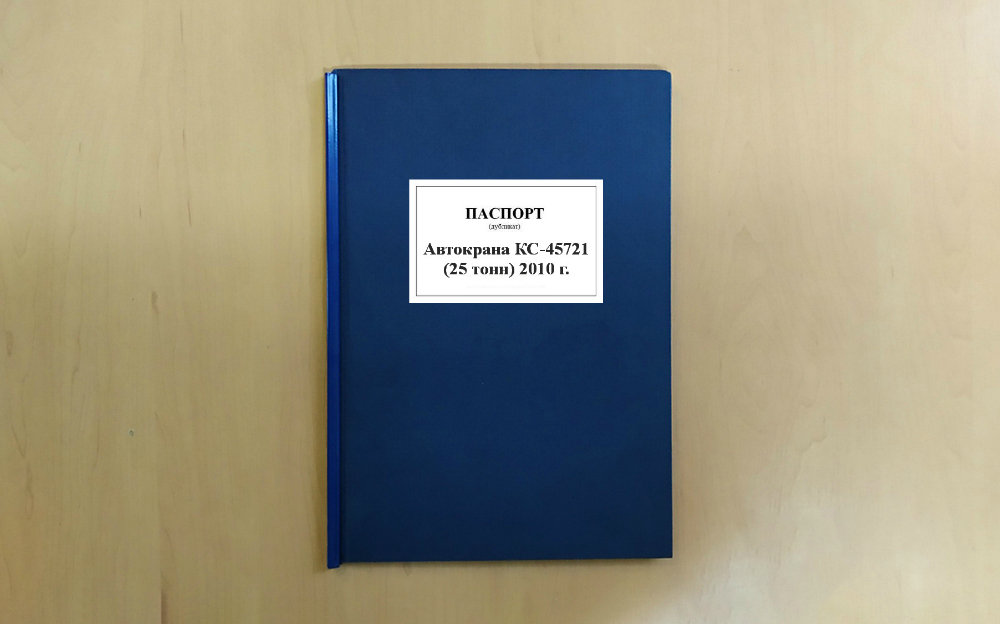 ПАСПОРТ
(дубликат)
Автокрана КС-45721
(25 тонн) 2010 г.